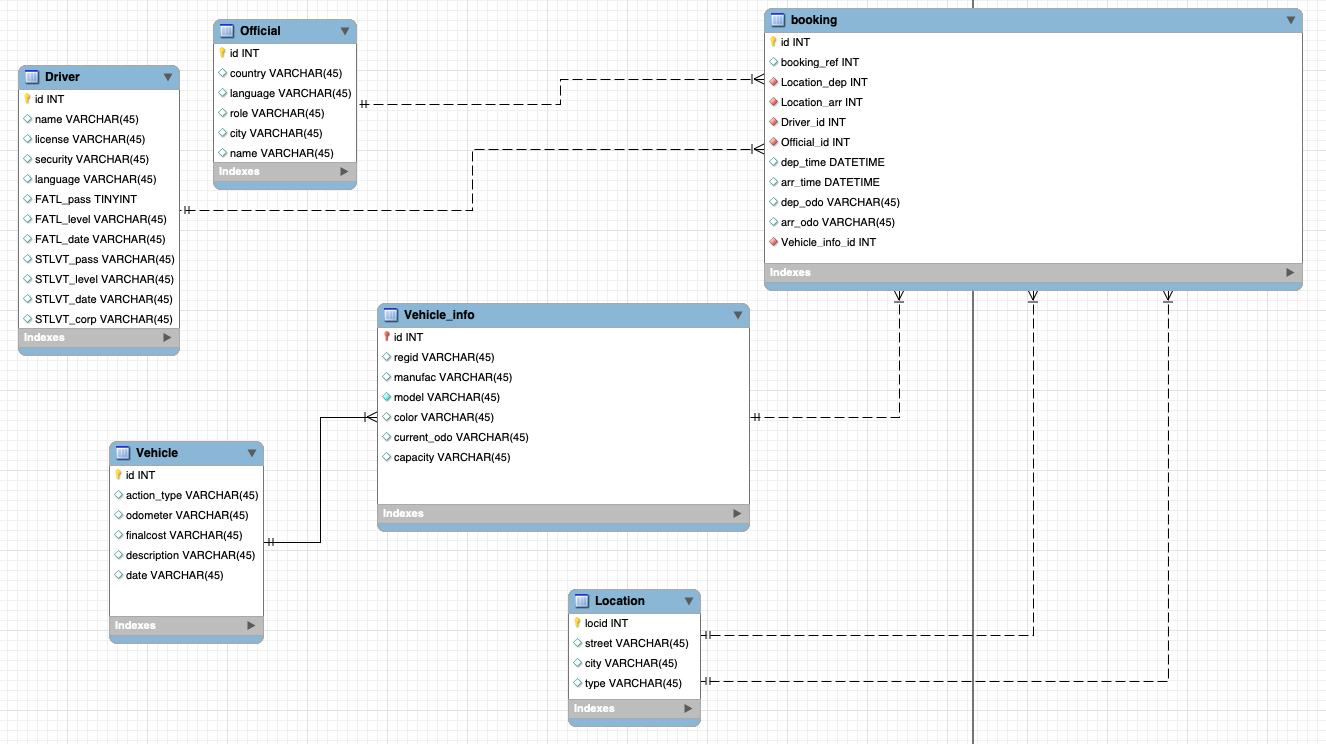 Official
id INT
country VARCHAR(45)
language VARCHAR(45)
role VARCHAR(45)
city VARCHAR(45)
name VARCHAR(45)
Indexes
Driver
id INT
name VARCHAR(45)
license VARCHAR(45)
security VARCHAR(45)
language VARCHAR(45)
FATL_pass TINYINT
FATL_level VARCHAR(45)
FATL_date VARCHAR(45)
STLVT_pass VARCHAR(45)
STLVT_level VARCHAR(45)
STLVT_date VARCHAR(45)
STLVT_corp VARCHAR(45)
Indexes
booking
id INT
booking_ref INT
Location_dep INT
Location_arr INT
Driver_id INT
Official_id INT
dep_time DATETIME
arr_time DATETIME
dep_odo VARCHAR(45)
arr_odo VARCHAR(45)
Vehicle_info_id INT
Indexes
Vehicle_info
id INT
regid VARCHAR(45)
manufac VARCHAR(45)
model VARCHAR(45)
color VARCHAR(45)
current_odo VARCHAR(45)
capacity VARCHAR(45)
Indexes
Vehicle
id INT
action_type VARCHAR(45)
odometer VARCHAR(45)
finalcost VARCHAR(45)
description VARCHAR(45)
date VARCHAR(45)
Indexes
Location
locid INT
street VARCHAR(45)
city VARCHAR(45)
type VARCHAR(45)
Indexes